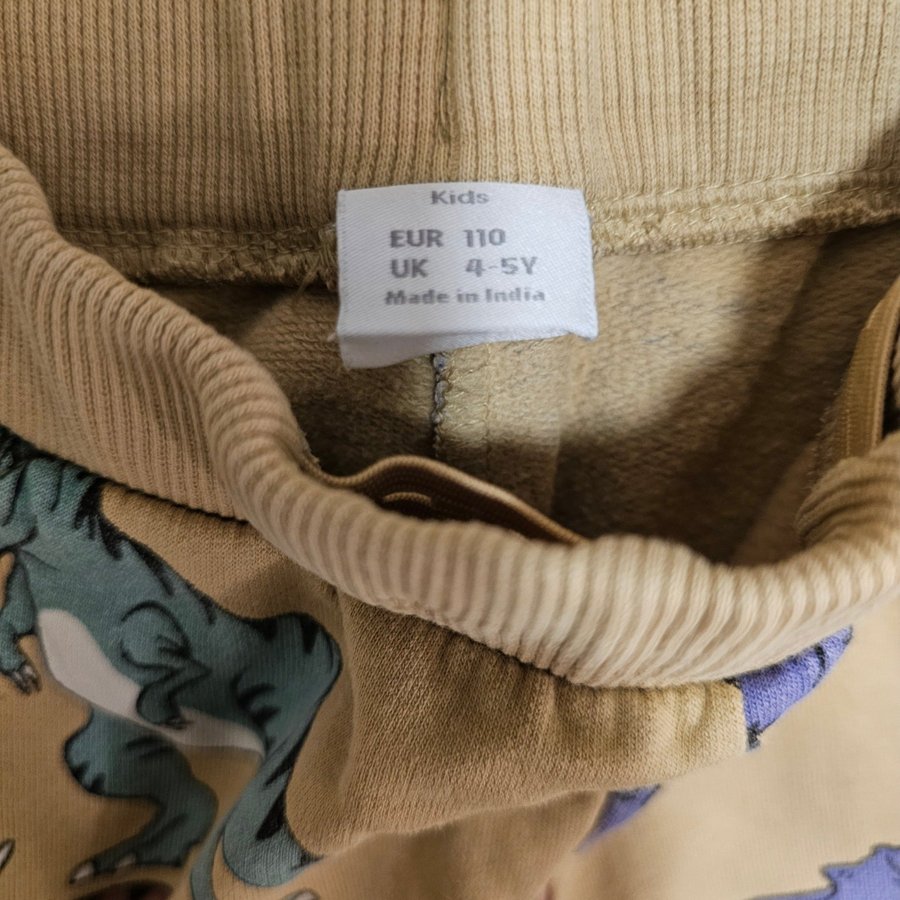 Kids
EUR 110
UK 4-5Y
Made in India